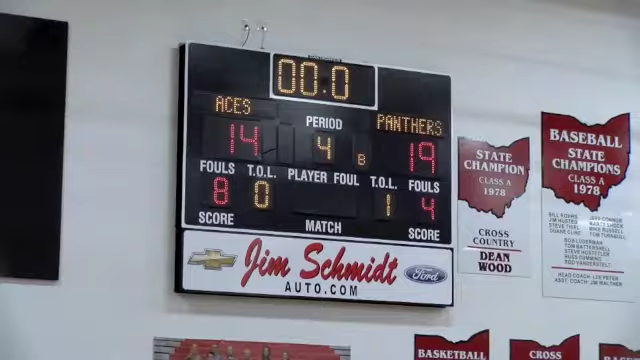 00.0
ACES
PERIOD
PANTHERS
14
4
B
19
FOULS
T.O.L.
PLAYER FOUL
T.O.L.
FOULS
8
0
1
4
SCORE
MATCH
SCORE
Jim Schmidt
AUTO.COM
Ford
STATE
CHAMPION
CLASS A
1978
CROSS
COUNTRY
DEAN
WOOD
BASEBALL
STATE
CHAMPIONS
CLASS A
1978
BASKETBALL
CROSS